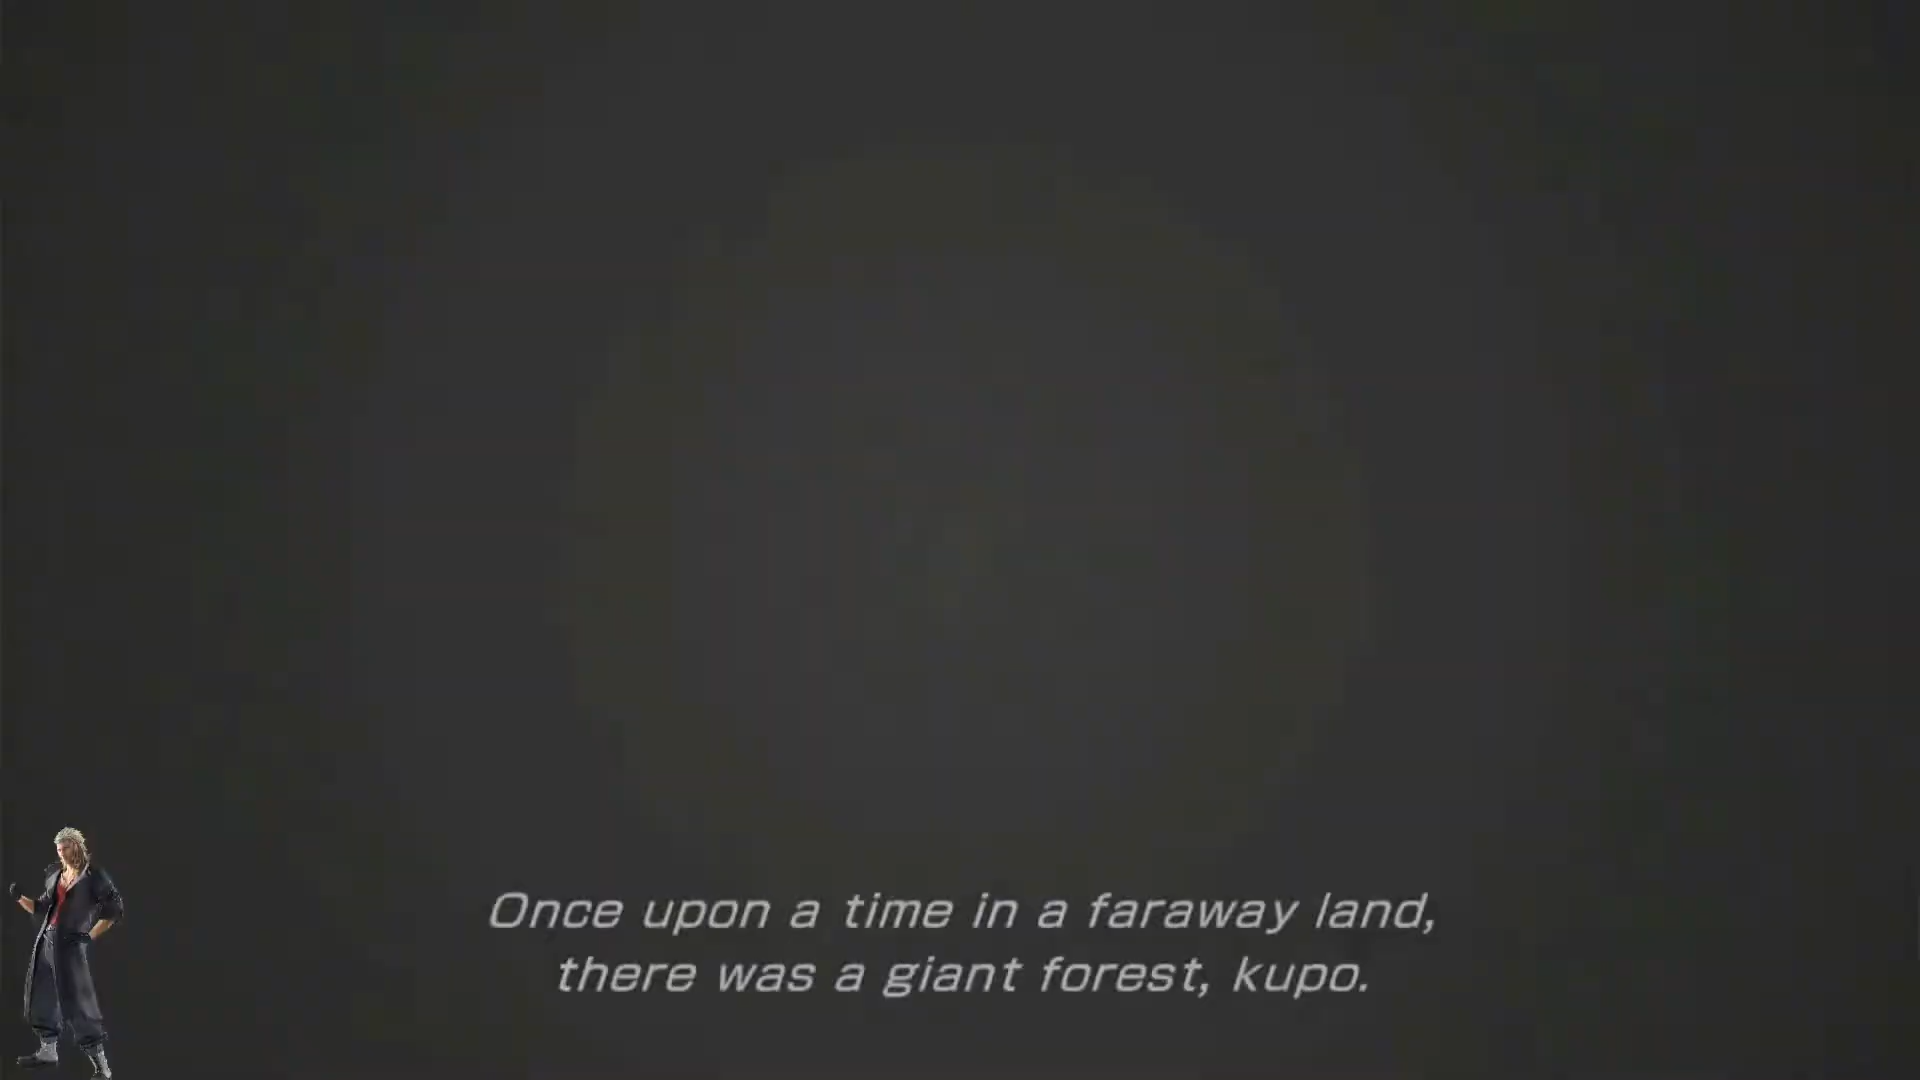 Once upon a time in a faraway land,
there was a giant forest, kupo.